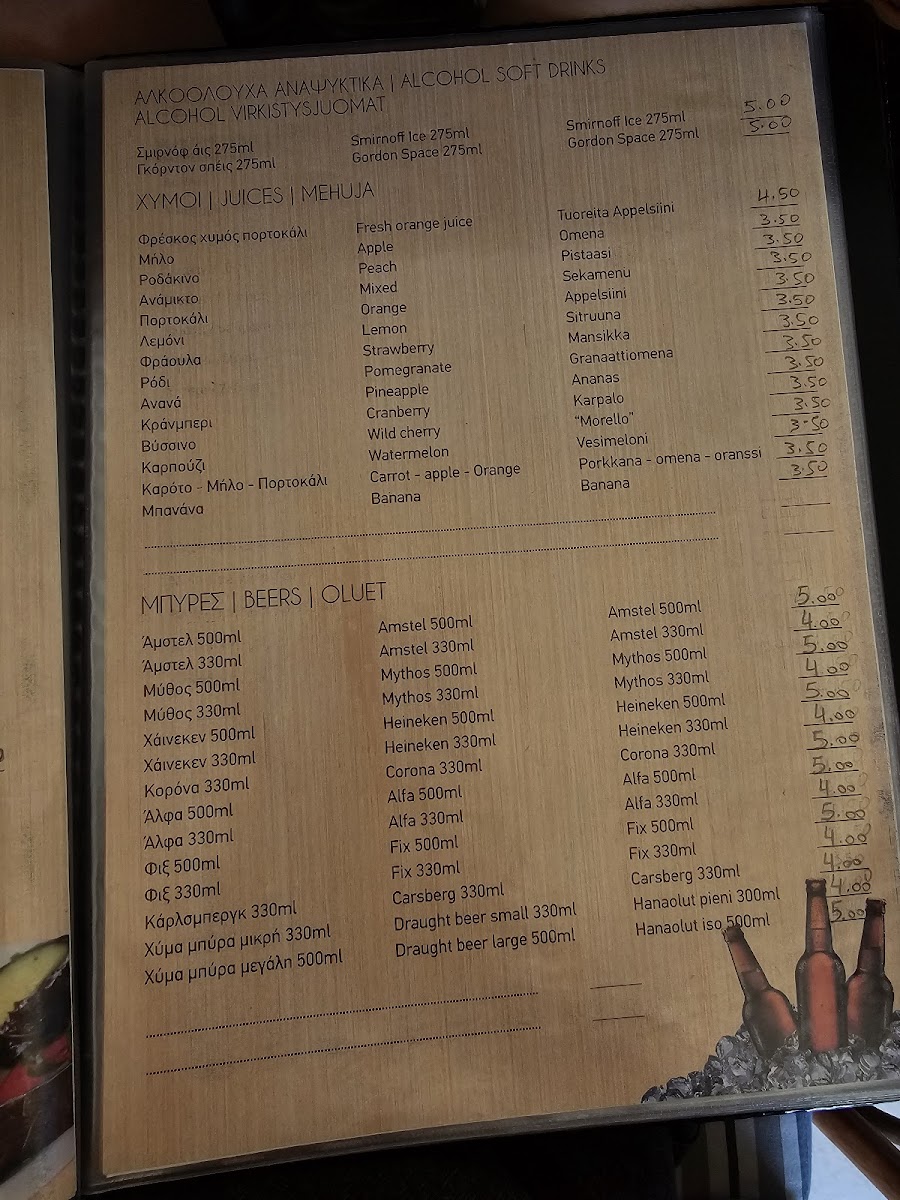 ΑΛΚΟΟΛΟΥΧΑ ΑΝΑΨΥΚΤΙΚΑ | ALCOHOL SOFT DRINKS
ALCOHOL VIRKISTYSJUOMAT
Σμιρνόφ άις 275ml Smirnoff Ice 275ml Smirnoff Ice 275ml 5.00
Γκόρντον σπέις 275ml Gordon Space 275ml Gordon Space 275ml 5.00
ΧΥΜΟΙ | JUICES | MEHUJA
Φρέσκος χυμός πορτοκάλι Fresh orange juice Tuoreita Appelsiini 4.50
Μήλο Apple Omena 3.50
Ροδάκινο Peach Pistaasi 3.50
Ανάμικτο Mixed Sekamenu 3.50
Πορτοκάλι Orange Appelsiini 3.50
Λεμόνι Lemon Sitruuna 3.50
Φράουλα Strawberry Mansikka 3.50
Ρόδι Pomegranate Granaattiomena 3.50
Ανανά Pineapple Ananas 3.50
Κράνμπερι Cranberry Karpalo 3.50
Βύσσινο Wild cherry "Morello" 3.50
Καρπούζι Watermelon Vesimeloni 3.50
Καρότο - Μήλο - Πορτοκάλι Carrot - apple - Orange Porkkana - omena - oranssi 3.50
Μπανάνα Banana Banana 3.50
ΜΠΥΡΕΣ | BEERS | OLUET
Άμστελ 500ml Amstel 500ml Amstel 500ml 5.00
Άμστελ 330ml Amstel 330ml Amstel 330ml 4.00
Μύθος 500ml Mythos 500ml Mythos 500ml 5.00
Μύθος 330ml Mythos 330ml Mythos 330ml 4.00
Χάινεκεν 500ml Heineken 500ml Heineken 500ml 5.00
Χάινεκεν 330ml Heineken 330ml Heineken 330ml 4.00
Κορόνα 330ml Corona 330ml Corona 330ml 5.00
Άλφα 500ml Alfa 500ml Alfa 500ml 5.00
Άλφα 330ml Alfa 330ml Alfa 330ml 4.00
Φιξ 500ml Fix 500ml Fix 500ml 5.00
Φιξ 330ml Fix 330ml Fix 330ml 4.00
Κάρλσμπεργκ 330ml Carsberg 330ml Carsberg 330ml 4.00
Χύμα μπύρα μικρή 330ml Draught beer small 330ml Hanaolut pieni 300ml 4.00
Χύμα μπύρα μεγάλη 500ml Draught beer large 500ml Hanaolut iso 500ml 5.00